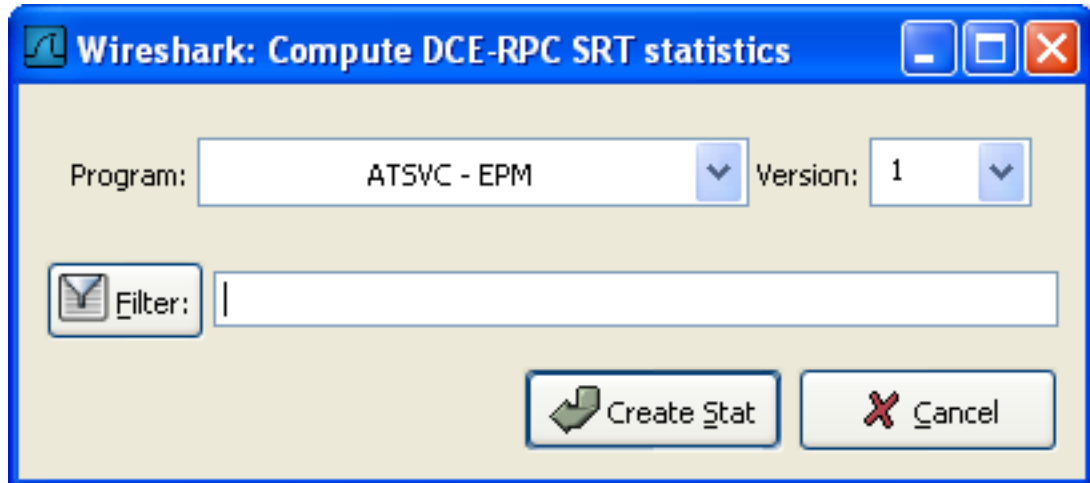 Wireshark: Compute DCE-RPC SRT statistics
Program: ATSVC - EPM Version: 1
Filter:
Create Stat Cancel